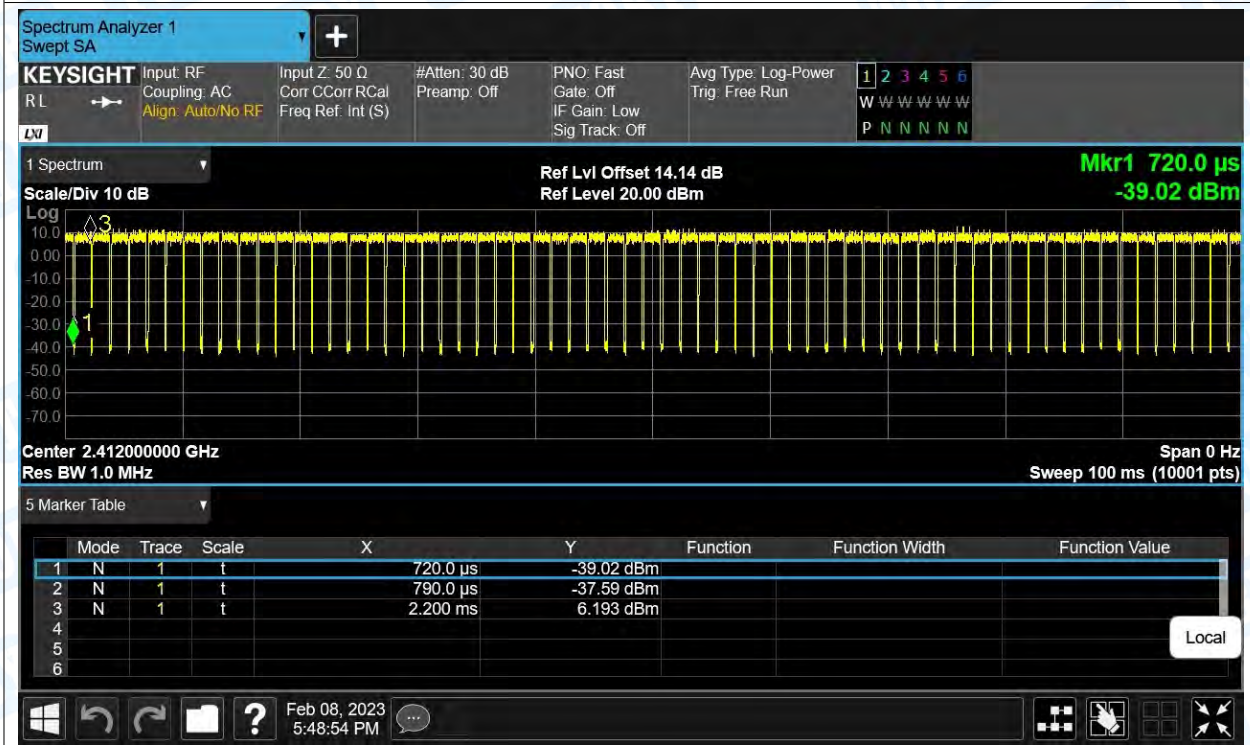 Spectrum Analyzer 1
Swept SA
+
KEYSIGHT
RL
LXI
Input: RF
Coupling: AC
Align: Auto/No RF
Input Z: 50 Ω
Corr CCorr RCal
Freq Ref: Int (S)
#Atten: 30 dB
Preamp: Off
PNO: Fast
Gate: Off
IF Gain: Low
Sig Track: Off
Avg Type: Log-Power
Trig: Free Run
1 2 3 4 5 6
W W W W W W
P N N N N N
1 Spectrum
Scale/Div 10 dB
Ref Lvl Offset 14.14 dB
Ref Level 20.00 dBm
Mkr1 720.0 µs
-39.02 dBm
Log
10.0
0.00
-10.0
-20.0
-30.0
-40.0
-50.0
-60.0
-70.0
3
1
Center 2.412000000 GHz
Res BW 1.0 MHz
Span 0 Hz
Sweep 100 ms (10001 pts)
5 Marker Table
Mode Trace Scale X Y Function Function Width Function Value
1 N 1 t 720.0 µs -39.02 dBm
2 N 1 t 790.0 µs -37.59 dBm
3 N 1 t 2.200 ms 6.193 dBm
4
5
6
Local
?
Feb 08, 2023
5:48:54 PM